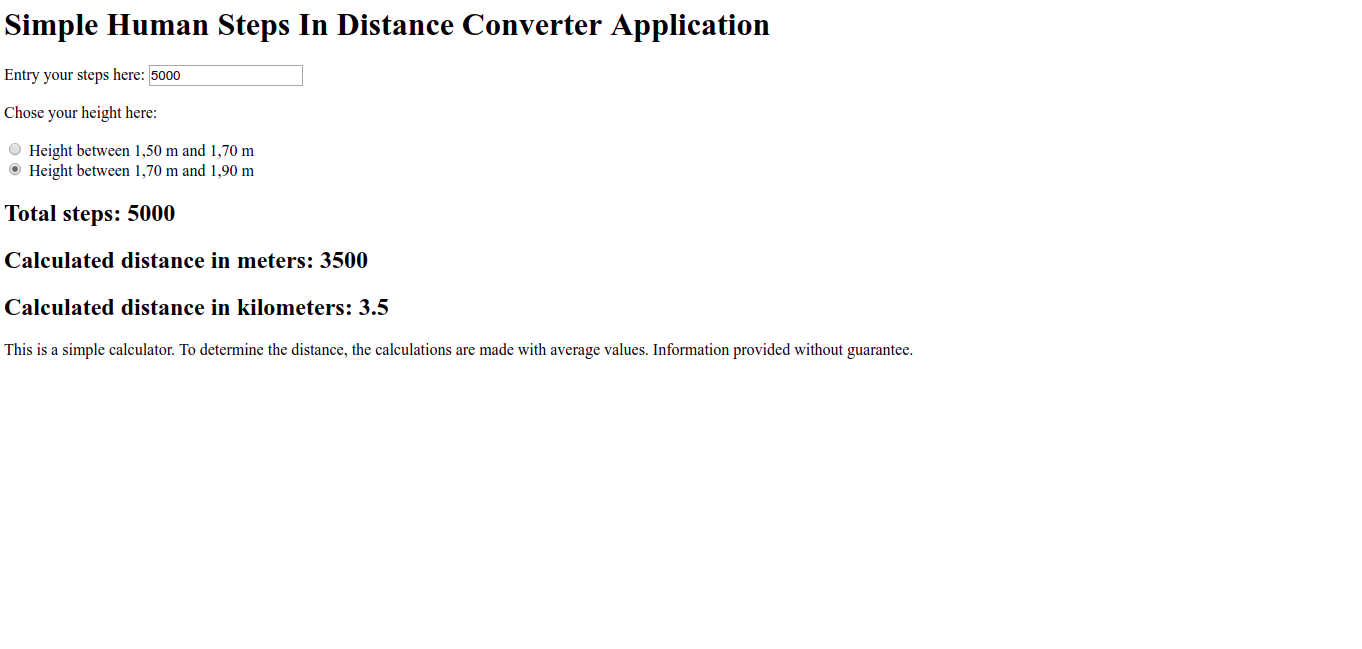 Simple Human Steps In Distance Converter Application
Entry your steps here: 5000
Chose your height here:
Height between 1,50 m and 1,70 m
Height between 1,70 m and 1,90 m
Total steps: 5000
Calculated distance in meters: 3500
Calculated distance in kilometers: 3.5
This is a simple calculator. To determine the distance, the calculations are made with average values. Information provided without guarantee.